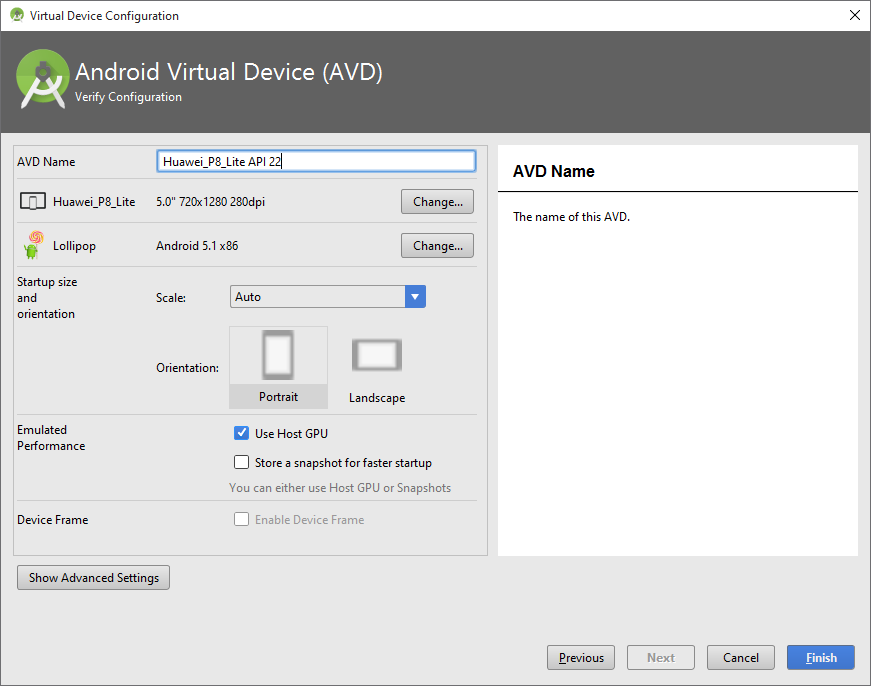 Virtual Device Configuration
Android Virtual Device (AVD)
Verify Configuration
AVD Name
Huawei_P8_Lite API 22
Huawei_P8_Lite
5.0" 720x1280 280dpi
Change...
Lollipop
Android 5.1 x86
Change...
Startup size
and
orientation
Scale:
Auto
Orientation:
Portrait
Landscape
Emulated
Performance
Use Host GPU
Store a snapshot for faster startup
You can either use Host GPU or Snapshots
Device Frame
Enable Device Frame
Show Advanced Settings
AVD Name
The name of this AVD.
Previous
Next
Cancel
Finish